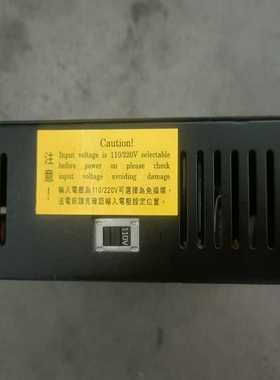 Caution!
Input voltage is 110/220V selectable
before power on please check
input voltage avoiding damage
輸入電壓為110/220V可選擇為免損壞，
送電前請先確認輸入電壓設定位置。
注意！
110V